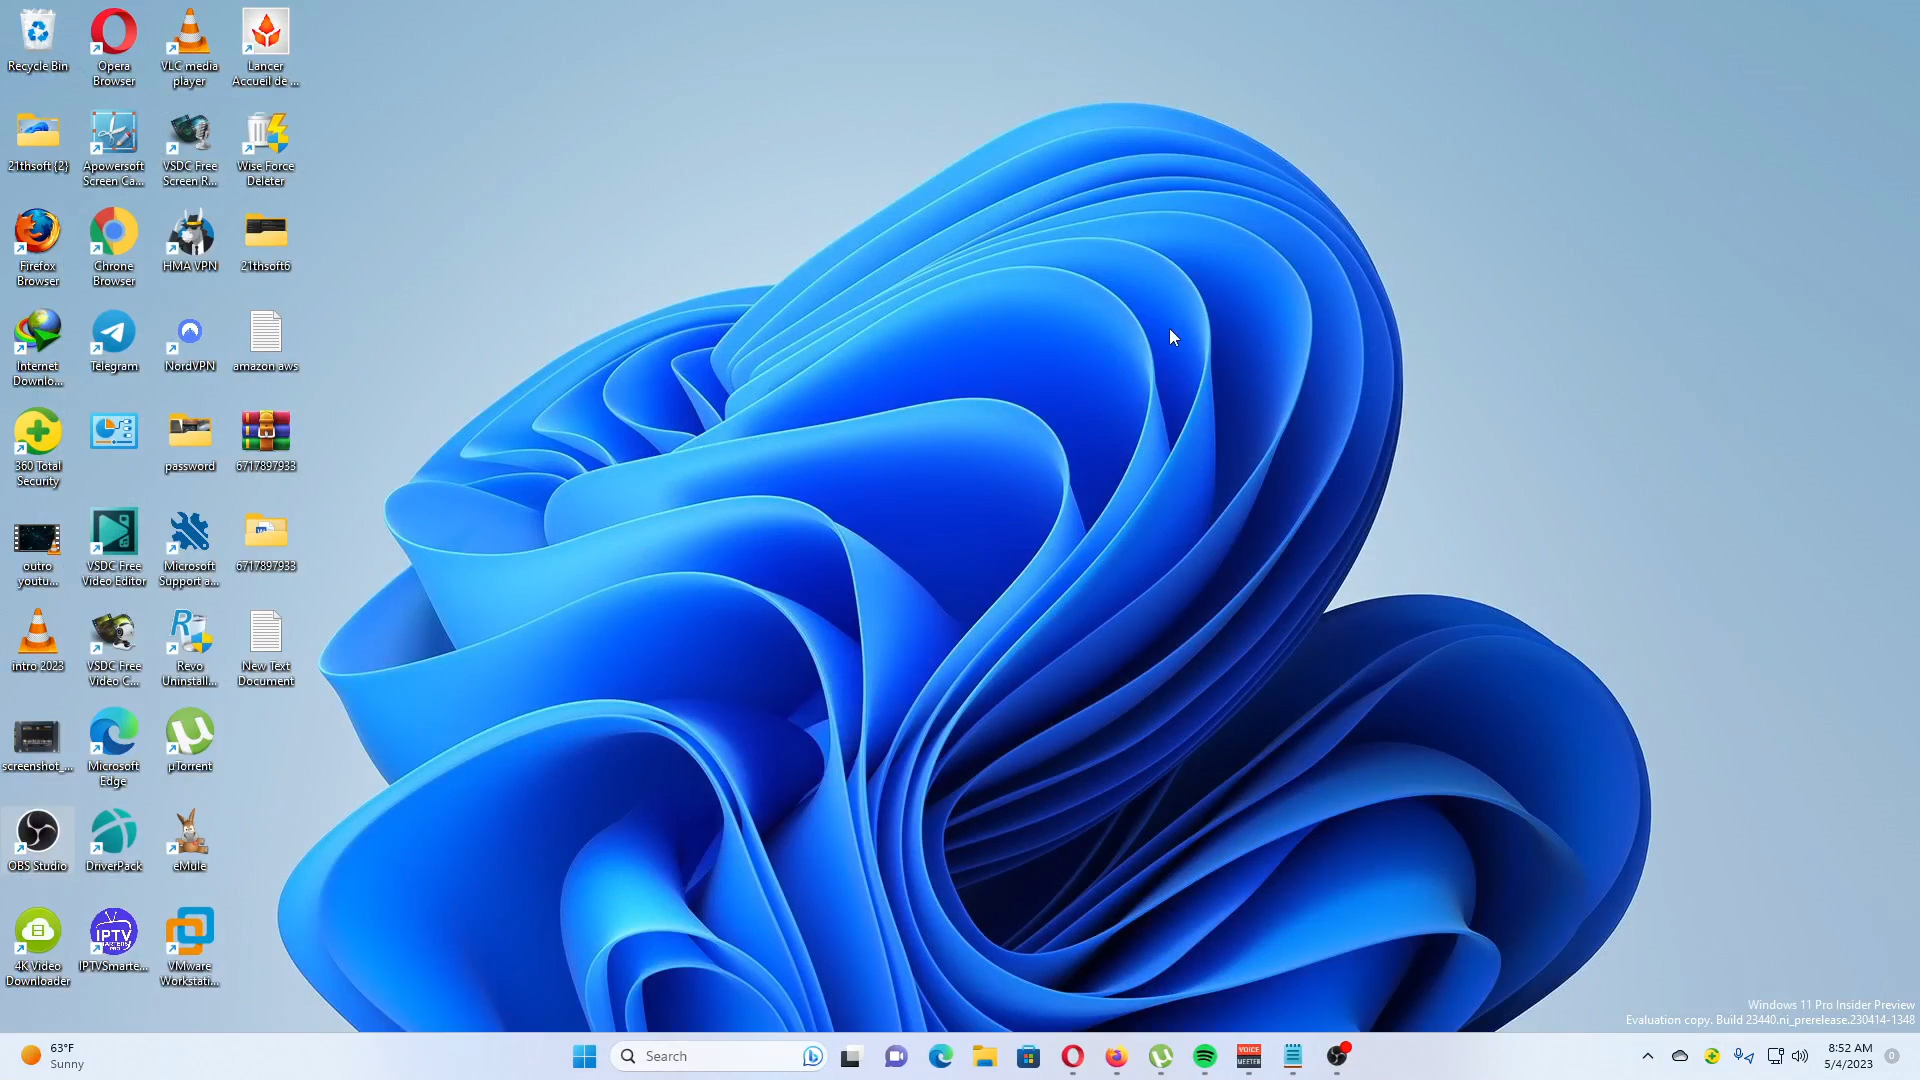 Recycle Bin
Opera
Browser
VLC media
player
Lancer
Accueil de ...
21thsoft {2}
Apowersoft
Screen Ca...
VSDC Free
Screen R...
Wise Force
Deleter
Firefox
Browser
Chrome
Browser
HMA VPN
21thsoft6
Internet
Downlo...
Telegram
NordVPN
amazon aws
360 Total
Security
password
6717897933
outro
youtu...
VSDC Free
Video Editor
Microsoft
Support a...
6717897933
intro 2023
VSDC Free
Video C...
Revo
Uninstall...
New Text
Document
screenshot_...
Microsoft
Edge
µTorrent
OBS Studio
DriverPack
eMule
4K Video
Downloader
IPTV
IPTVSmarte...
VMware
Workstati...
Windows 11 Pro Insider Preview
Evaluation copy. Build 23440.ni_prerelease.230414-1348
63°F
Sunny
Search
VOICE
MEETER
8:52 AM
5/4/2023
0